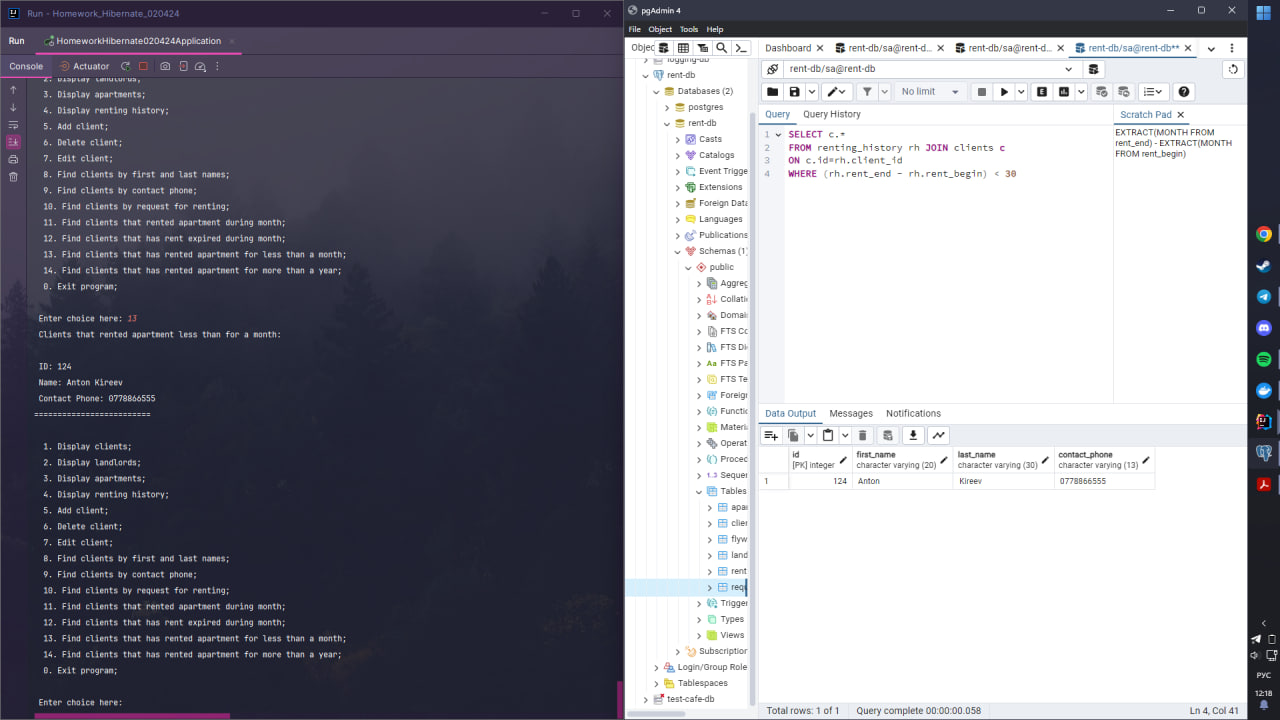 Run - Homework_Hibernate_020424
Run
HomeworkHibernate020424Application
Console
Actuator
2. Display landlords;
3. Display apartments;
4. Display renting history;
5. Add client;
6. Delete client;
7. Edit client;
8. Find clients by first and last names;
9. Find clients by contact phone;
10. Find clients by request for renting;
11. Find clients that rented apartment during month;
12. Find clients that has rent expired during month;
13. Find clients that has rented apartment for less than a month;
14. Find clients that has rented apartment for more than a year;
0. Exit program;
Enter choice here: 13
Clients that rented apartment less than for a month:
ID: 124
Name: Anton Kireev
Contact Phone: 0778866555
=========================
1. Display clients;
2. Display landlords;
3. Display apartments;
4. Display renting history;
5. Add client;
6. Delete client;
7. Edit client;
8. Find clients by first and last names;
9. Find clients by contact phone;
10. Find clients by request for renting;
11. Find clients that rented apartment during month;
12. Find clients that has rent expired during month;
13. Find clients that has rented apartment for less than a month;
14. Find clients that has rented apartment for more than a year;
0. Exit program;
Enter choice here:
pgAdmin 4
File Object Tools Help
Objec
Dashboard
rent-db/sa@rent-d...
rent-db/sa@rent-d...
rent-db/sa@rent-db**
logging-db
rent-db
Databases (2)
postgres
rent-db
Casts
Catalogs
Event Trigge
Extensions
Foreign Data
Languages
Publications
Schemas (1)
public
Aggreg
Collatio
Domai
FTS Co
FTS Di
FTS Pa
FTS Te
Foreig
Functio
Materi
Operat
Proced
Sequer
Tables
apar
clier
flyw
land
rent
requ
Trigger
Types
Views
Subscription
Login/Group Role
Tablespaces
test-cafe-db
rent-db/sa@rent-db
No limit
Query
Query History
1 SELECT c.*
2 FROM renting_history rh JOIN clients c
3 ON c.id=rh.client_id
4 WHERE (rh.rent_end - rh.rent_begin) < 30
Scratch Pad
EXTRACT(MONTH FROM
rent_end) - EXTRACT(MONTH
FROM rent_begin)
Data Output
Messages
Notifications
id
[PK] integer
first_name
character varying (20)
last_name
character varying (30)
contact_phone
character varying (13)
1 124 Anton Kireev 0778866555
Total rows: 1 of 1
Query complete 00:00:00.058
Ln 4, Col 41
РУС
12:18